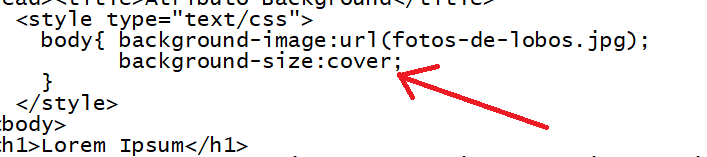 ead><title>Atributo Background</title>
<style type="text/css">
body{ background-image:url(fotos-de-lobos.jpg);
background-size:cover;
}
</style>
<body>
<h1>Lorem Ipsum</h1>